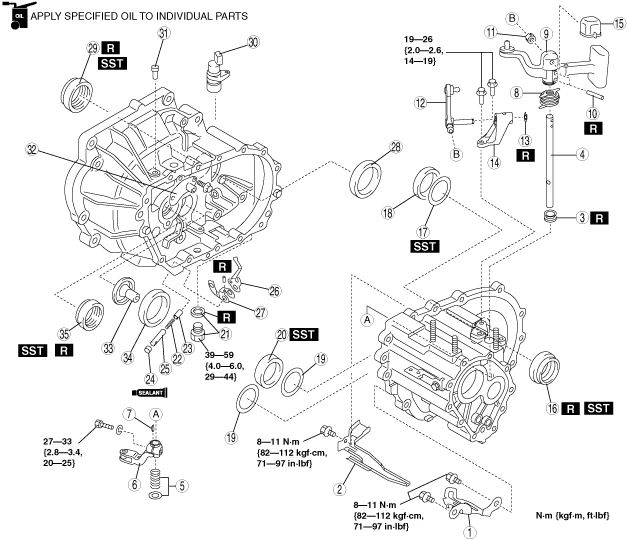 OIL APPLY SPECIFIED OIL TO INDIVIDUAL PARTS
29 R
SST
31
30
19—26
{2.0—2.6,
14—19}
B
11
9
15
12
8
10
R
32
28
13
R
14
B
4
18
17
SST
3 R
R
26
27
A
35
SST R
33
34
25
22
23
24
R
21
39—59
{4.0—6.0,
29—44}
20 SST
19
19
16 R SST
SEALANT
7
A
27—33
{2.8—3.4,
20—25}
6
5
8—11 N·m
{82—112 kgf·cm,
71—97 in·lbf}
2
8—11 N·m
{82—112 kgf·cm,
71—97 in·lbf}
1
N·m {kgf·m, ft·lbf}